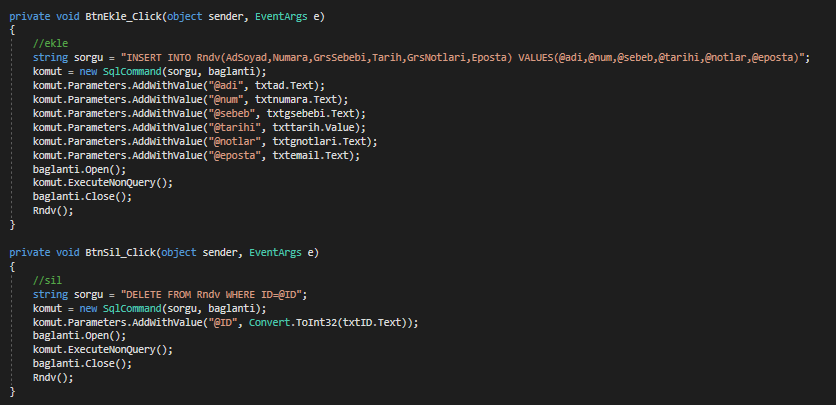 private void BtnEkle_Click(object sender, EventArgs e)
{
//ekle
string sorgu = "INSERT INTO Rndv(AdSoyad,Numara,GrsSebebi,Tarih,GrsNotlari,Eposta) VALUES(@adi,@num,@sebeb,@tarihi,@notlar,@eposta)";
komut = new SqlCommand(sorgu, baglanti);
komut.Parameters.AddWithValue("@adi", txtad.Text);
komut.Parameters.AddWithValue("@num", txtnumara.Text);
komut.Parameters.AddWithValue("@sebeb", txtgsebebi.Text);
komut.Parameters.AddWithValue("@tarihi", txttarih.Value);
komut.Parameters.AddWithValue("@notlar", txtgnotlari.Text);
komut.Parameters.AddWithValue("@eposta", txtemail.Text);
baglanti.Open();
komut.ExecuteNonQuery();
baglanti.Close();
Rndv();
}
private void BtnSil_Click(object sender, EventArgs e)
{
//sil
string sorgu = "DELETE FROM Rndv WHERE ID=@ID";
komut = new SqlCommand(sorgu, baglanti);
komut.Parameters.AddWithValue("@ID", Convert.ToInt32(txtID.Text));
baglanti.Open();
komut.ExecuteNonQuery();
baglanti.Close();
Rndv();
}